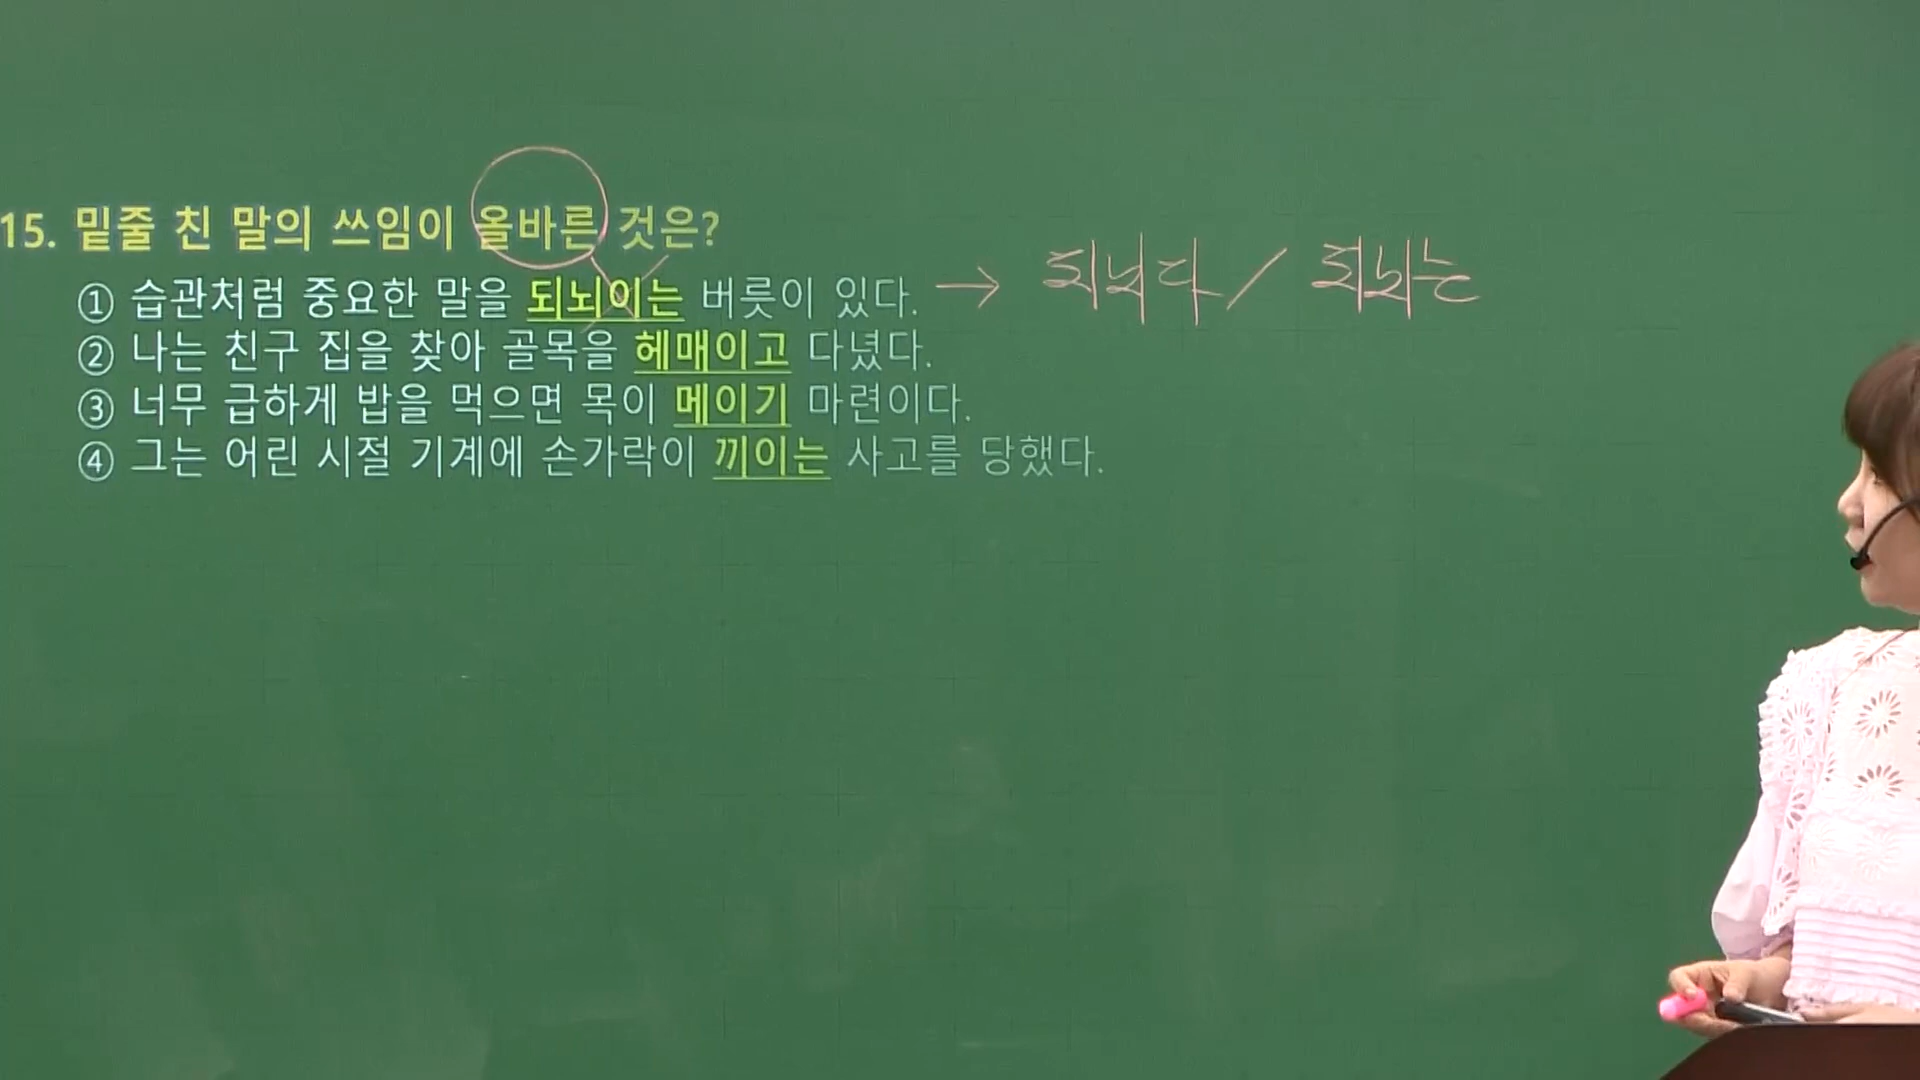 15. 밑줄 친 말의 쓰임이 올바른 것은?
① 습관처럼 중요한 말을 되뇌이는 버릇이 있다. → 되뇌다 / 되뇌는
② 나는 친구 집을 찾아 골목을 헤매이고 다녔다.
③ 너무 급하게 밥을 먹으면 목이 메이기 마련이다.
④ 그는 어린 시절 기계에 손가락이 끼이는 사고를 당했다.